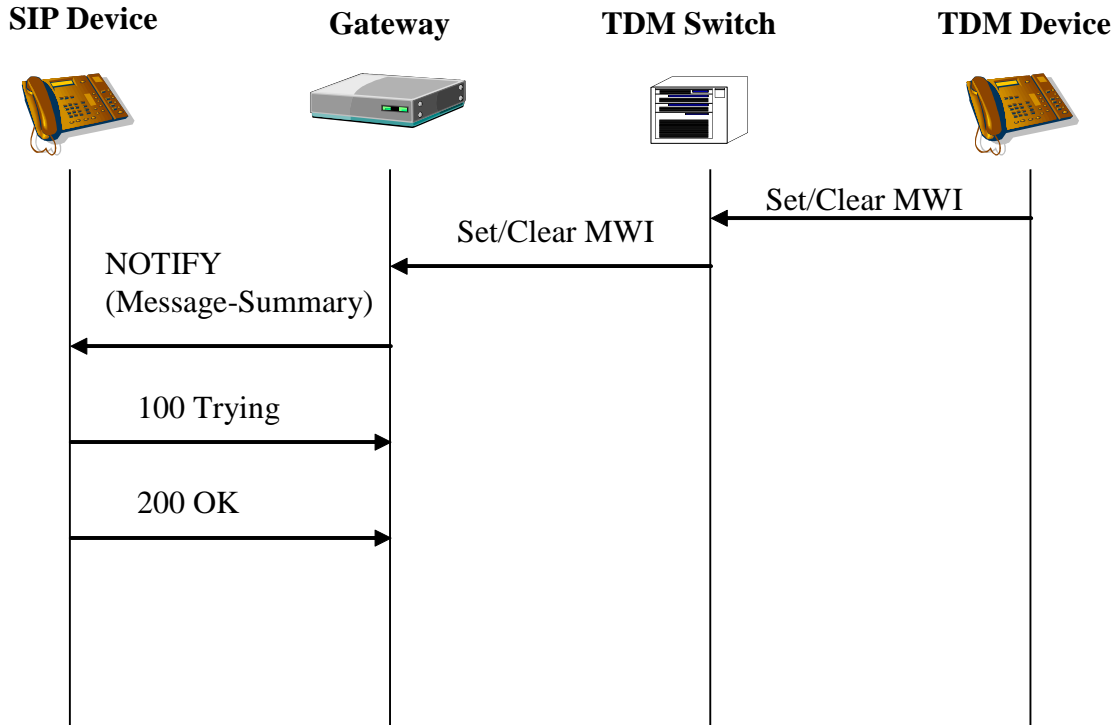 SIP Device
Gateway
TDM Switch
TDM Device
Set/Clear MWI
Set/Clear MWI
NOTIFY
(Message-Summary)
100 Trying
200 OK